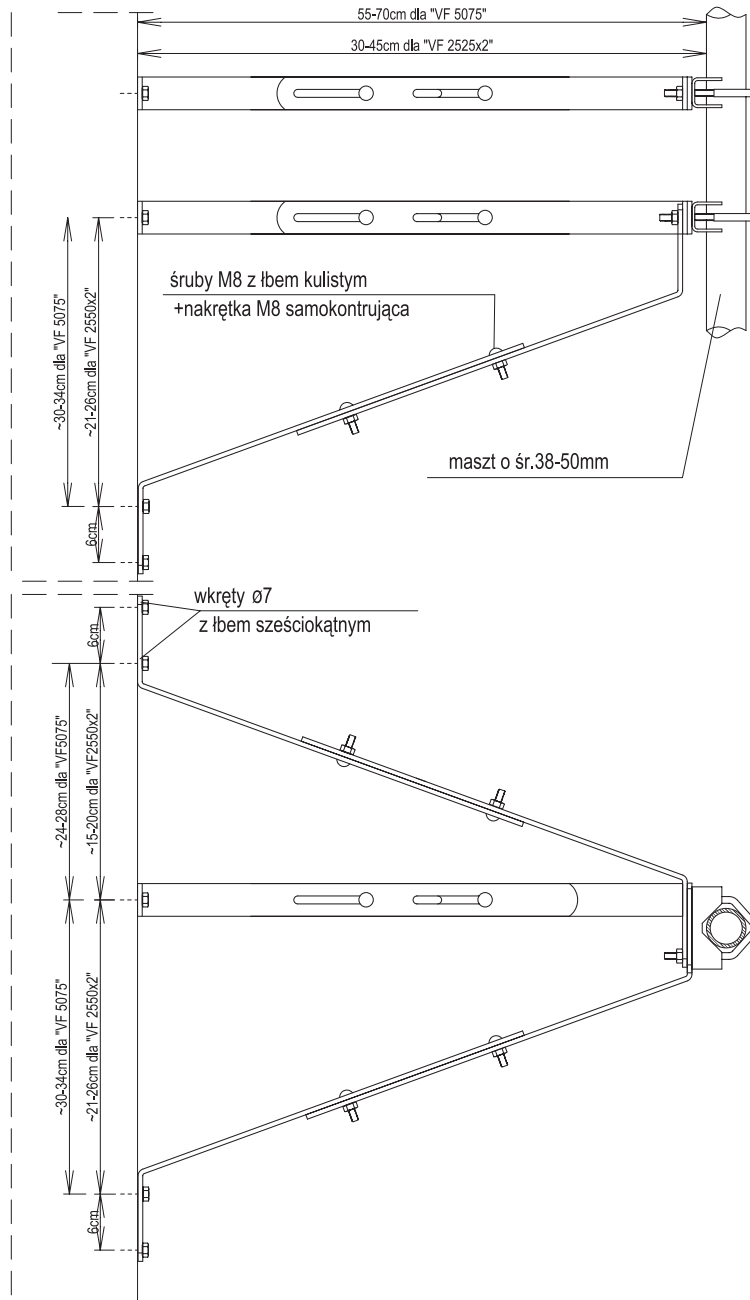 55-70cm dla "VF 5075"
30-45cm dla "VF 2525x2"
śruby M8 z łbem kulistym
+nakrętka M8 samokontrująca
~30-34cm dla "VF 5075"
~21-26cm dla "VF 2550x2"
maszt o śr.38-50mm
6cm
wkręty ø7
z łbem sześciokątnym
6cm
~24-28cm dla "VF5075"
~15-20cm dla "VF2550x2"
~30-34cm dla "VF 5075"
~21-26cm dla "VF 2550x2"
6cm